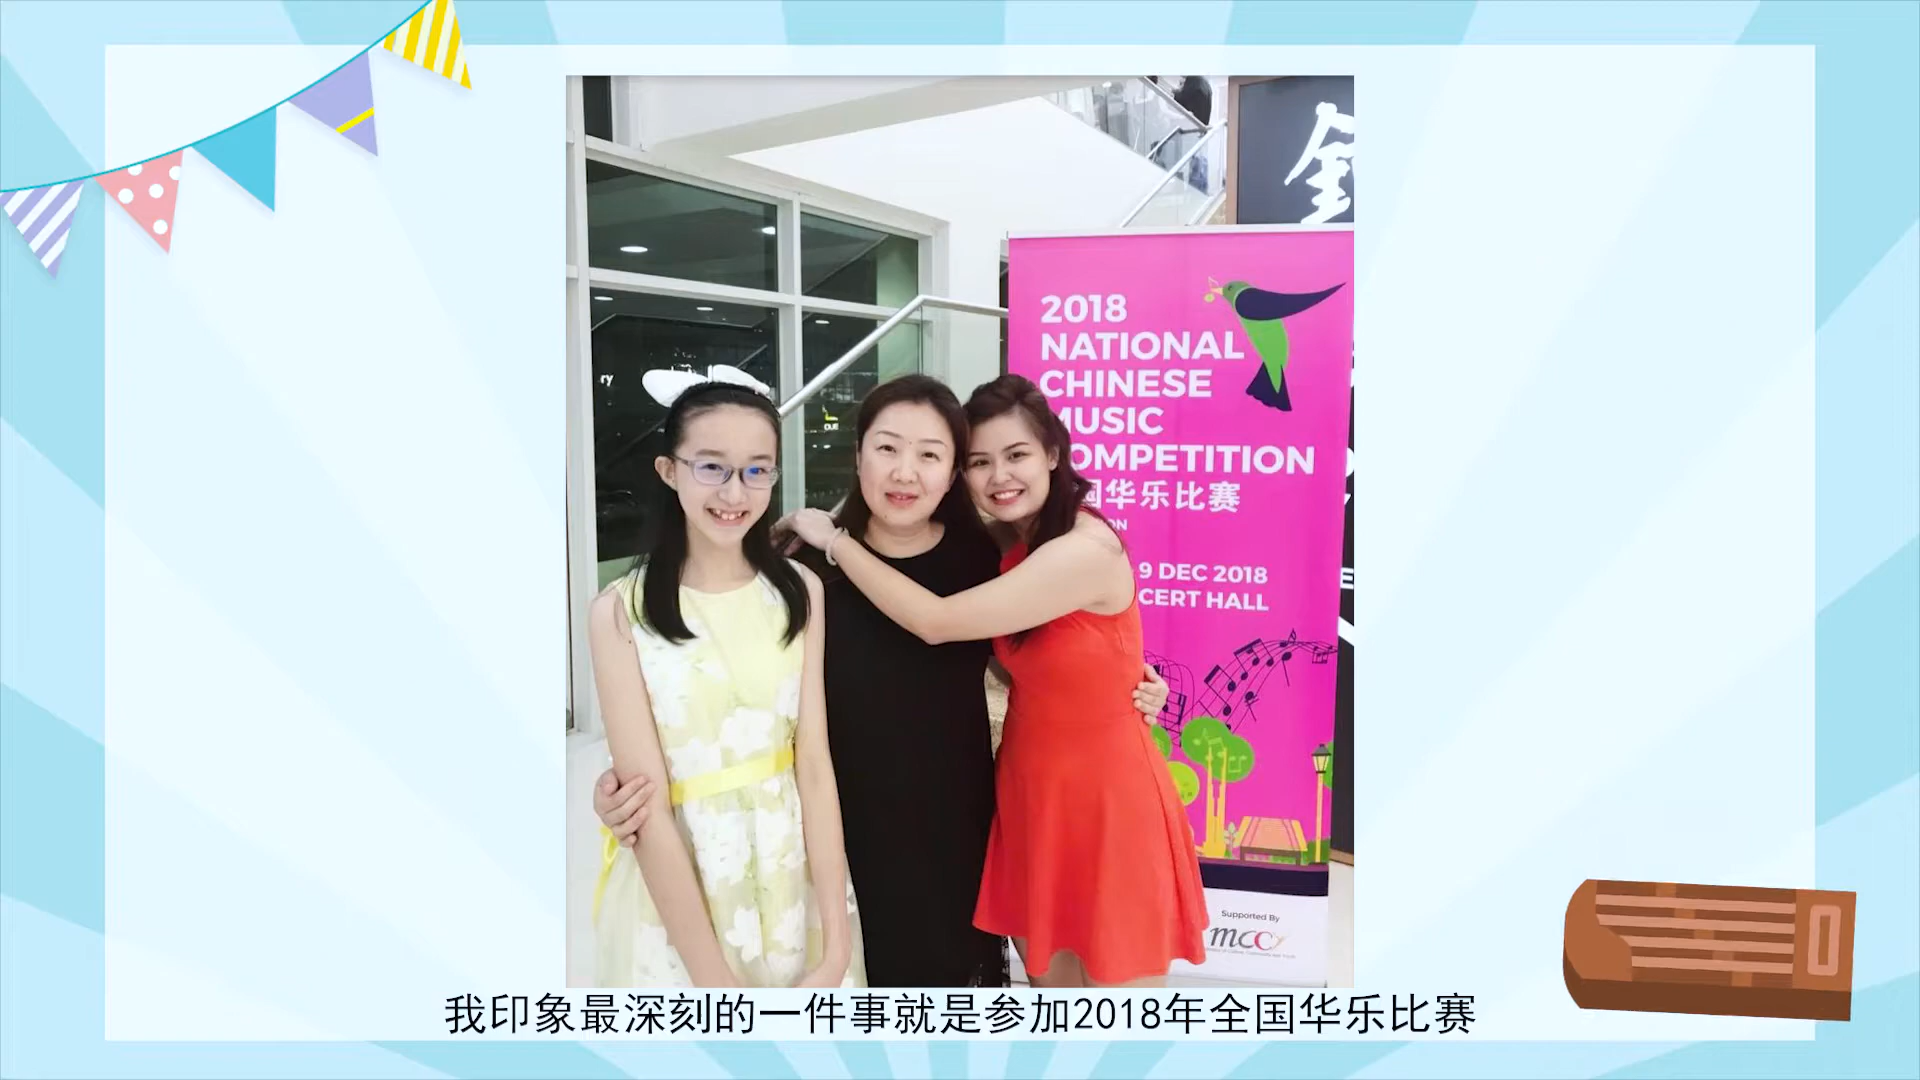 2018
NATIONAL
CHINESE
MUSIC
COMPETITION
国华乐比赛
9 DEC 2018
CERT HALL
Supported By
mccy
我印象最深刻的一件事就是参加2018年全国华乐比赛